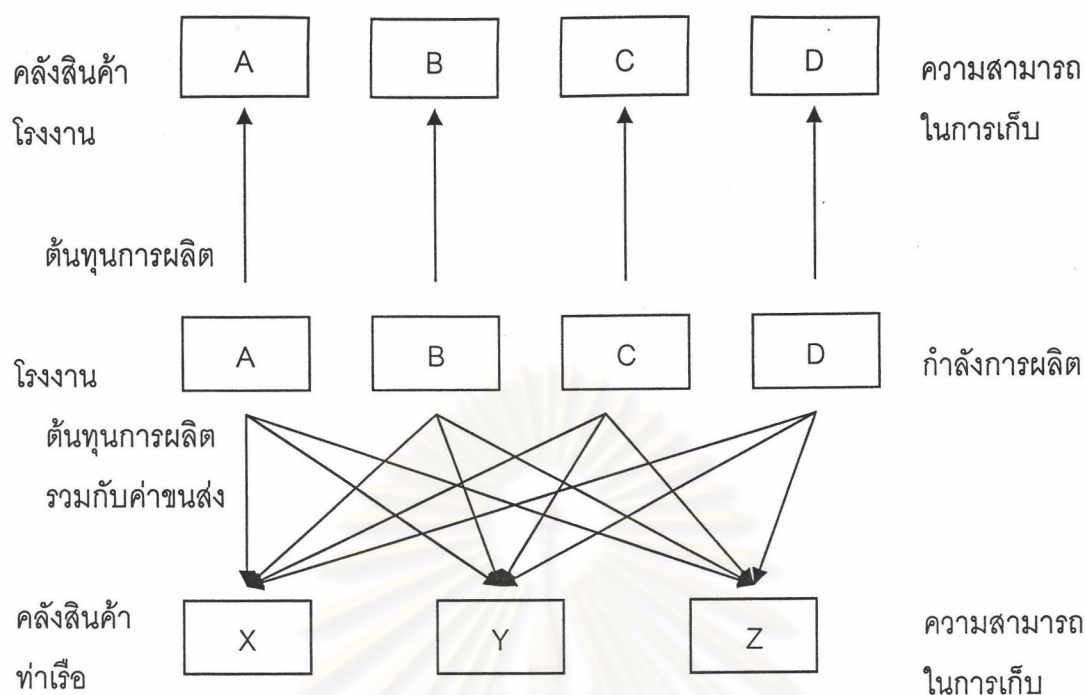 A B C D
คลังสินค้า ความสามารถ
โรงงาน ในการเก็บ
ต้นทุนการผลิต
A B C D
โรงงาน กำลังการผลิต
ต้นทุนการผลิต
รวมกับค่าขนส่ง
คลังสินค้า ความสามารถ
X Y Z
ท่าเรือ ในการเก็บ